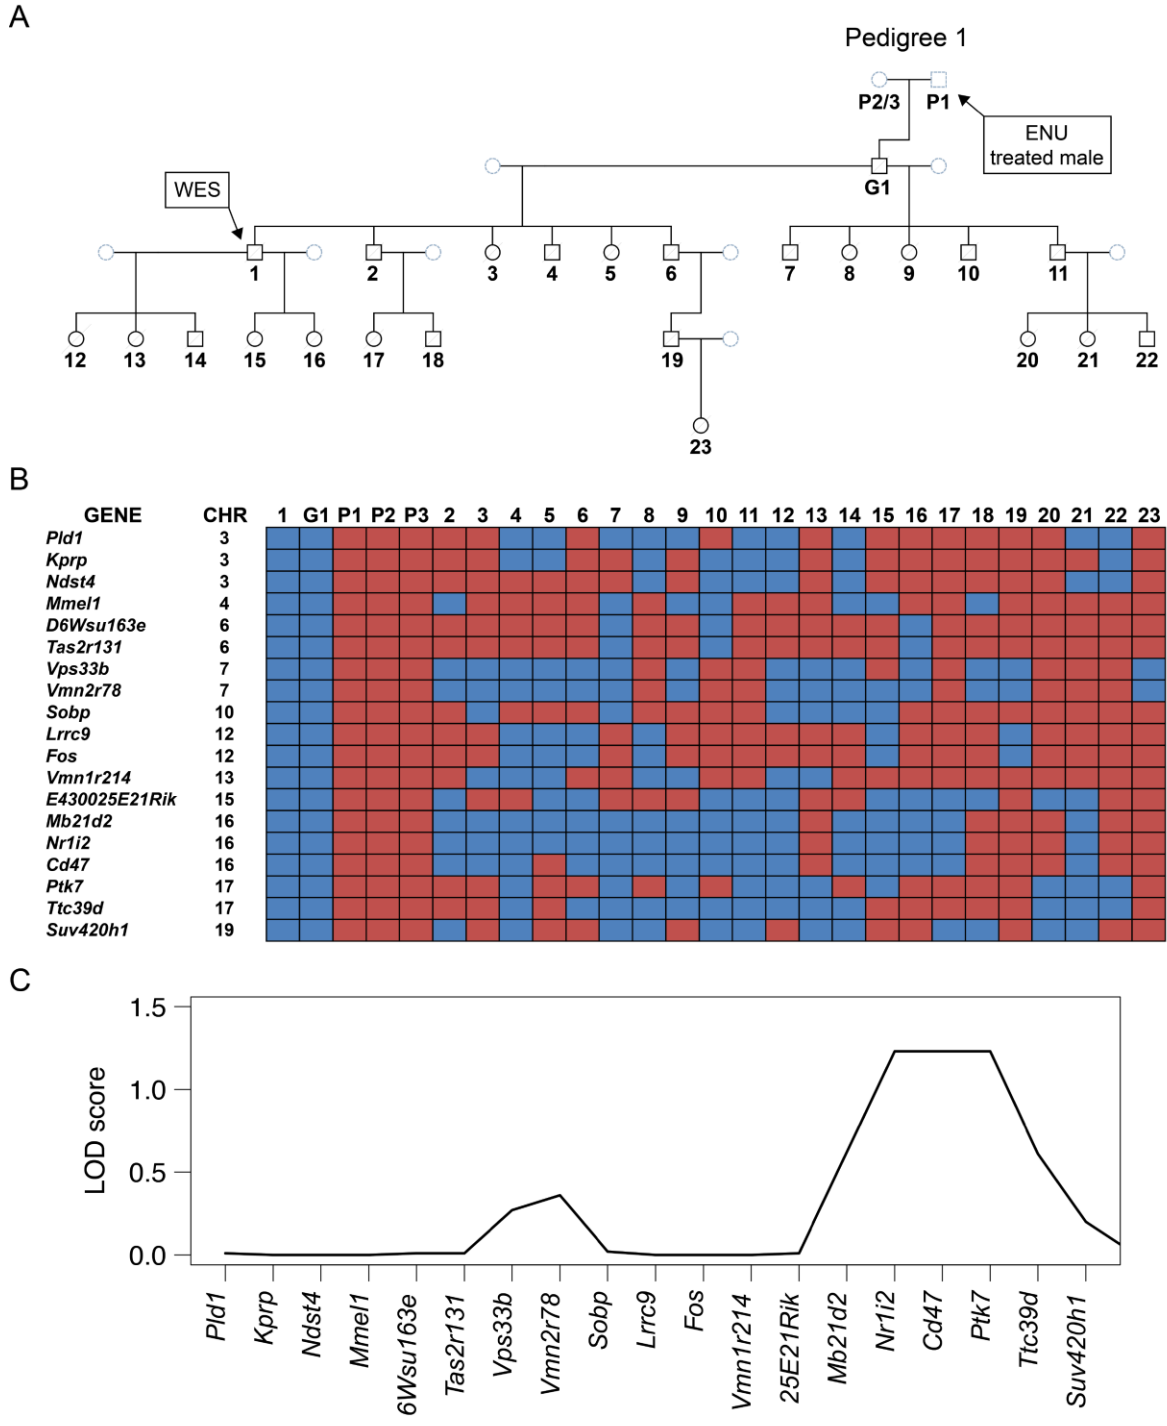 A
Pedigree 1
P2/3 P1
ENU
treated male
G1
WES
1 2 3 4 5 6 7 8 9 10 11
12 13 14 15 16 17 18 19 20 21 22
23
B
GENE CHR 1 G1 P1 P2 P3 2 3 4 5 6 7 8 9 10 11 12 13 14 15 16 17 18 19 20 21 22 23
Pld1 3
Kprp 3
Ndst4 3
Mmel1 4
D6Wsu163e 6
Tas2r131 6
Vps33b 7
Vmn2r78 7
Sobp 10
Lrrc9 12
Fos 12
Vmn1r214 13
E430025E21Rik 15
Mb21d2 16
Nr1i2 16
Cd47 16
Ptk7 17
Ttc39d 17
Suv420h1 19
C
LOD score
1.5
1.0
0.5
0.0
Pld1 Kprp Ndst4 Mmel1 6Wsu163e Tas2r131 Vps33b Vmn2r78 Sobp Lrrc9 Fos Vmn1r214 25E21Rik Mb21d2 Nr1i2 Cd47 Ptk7 Ttc39d Suv420h1